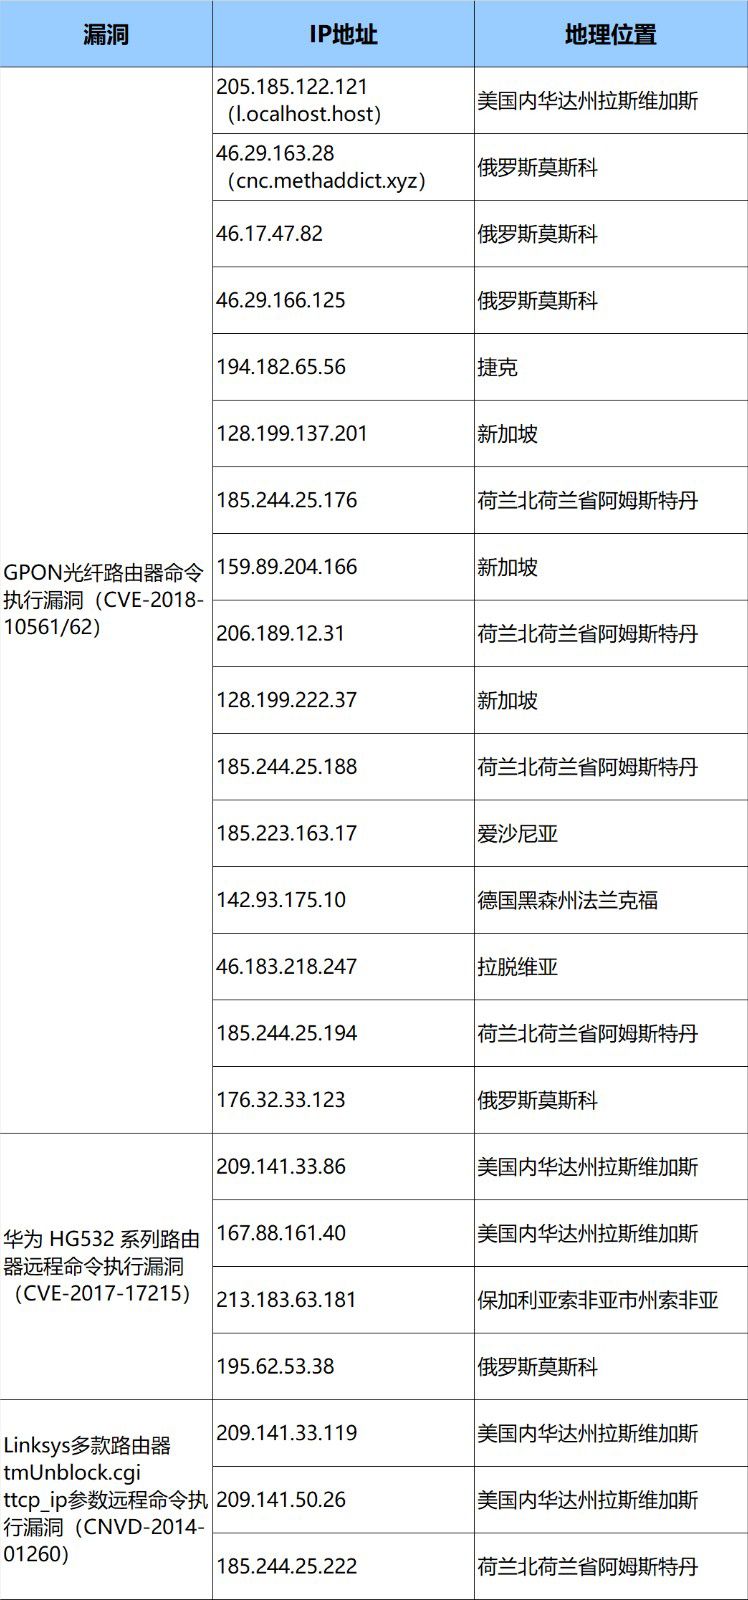 漏洞
IP地址
地理位置
GPON光纤路由器命令
执行漏洞（CVE-2018-
10561/62）
205.185.122.121
（l.ocalhost.host）
美国内华达州拉斯维加斯
46.29.163.28
（cnc.methaddict.xyz）
俄罗斯莫斯科
46.17.47.82
俄罗斯莫斯科
46.29.166.125
俄罗斯莫斯科
194.182.65.56
捷克
128.199.137.201
新加坡
185.244.25.176
荷兰北荷兰省阿姆斯特丹
159.89.204.166
新加坡
206.189.12.31
荷兰北荷兰省阿姆斯特丹
128.199.222.37
新加坡
185.244.25.188
荷兰北荷兰省阿姆斯特丹
185.223.163.17
爱沙尼亚
142.93.175.10
德国黑森州法兰克福
46.183.218.247
拉脱维亚
185.244.25.194
荷兰北荷兰省阿姆斯特丹
176.32.33.123
俄罗斯莫斯科
华为 HG532 系列路由
器远程命令执行漏洞
（CVE-2017-17215）
209.141.33.86
美国内华达州拉斯维加斯
167.88.161.40
美国内华达州拉斯维加斯
213.183.63.181
保加利亚索非亚市州索非亚
195.62.53.38
俄罗斯莫斯科
Linksys多款路由器
tmUnblock.cgi
ttcp_ip参数远程命令执
行漏洞（CNVD-2014-
01260）
209.141.33.119
美国内华达州拉斯维加斯
209.141.50.26
美国内华达州拉斯维加斯
185.244.25.222
荷兰北荷兰省阿姆斯特丹